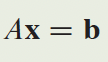 Ax = b